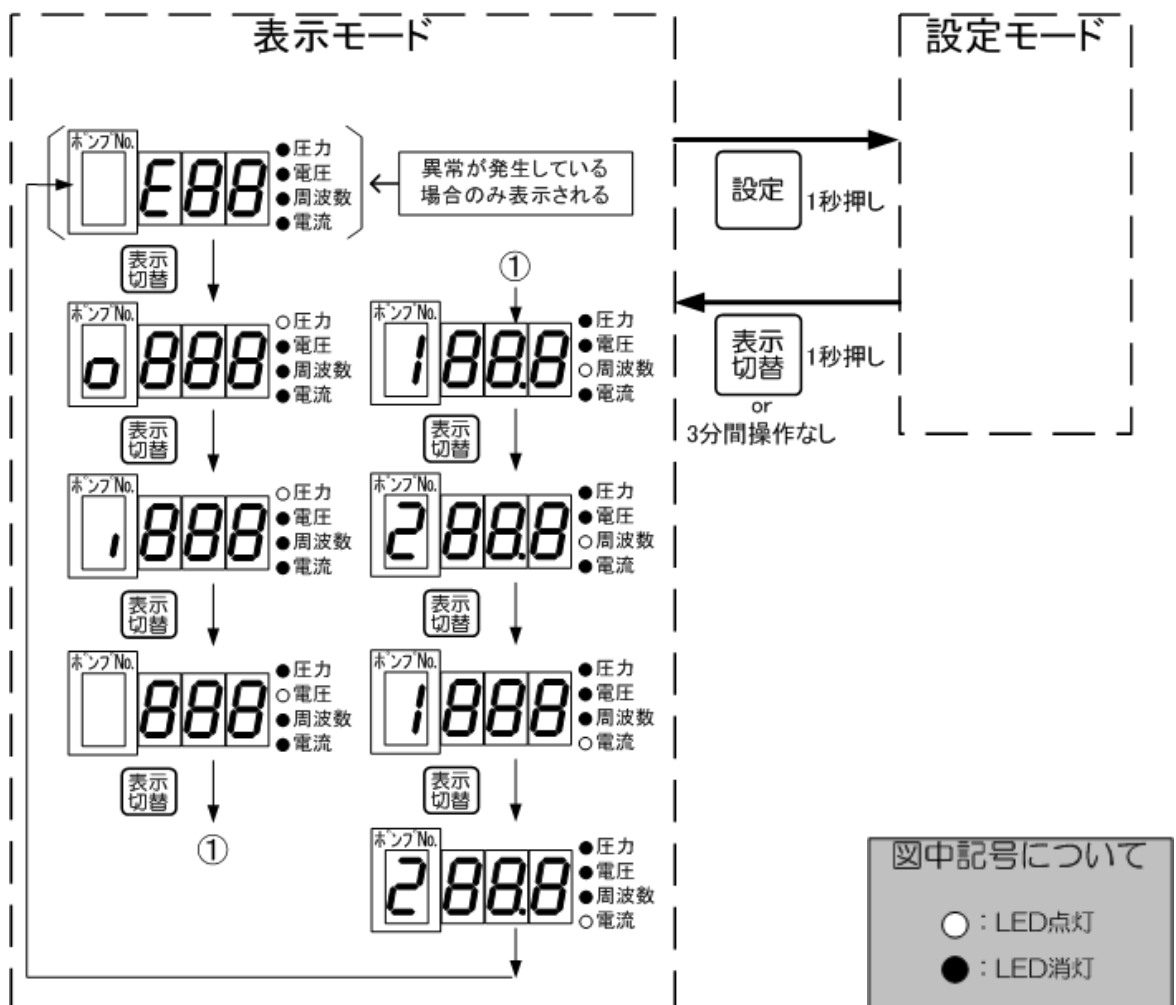 表示モード
設定モード
ポンプNo.
E88
●圧力
●電圧
●周波数
●電流
異常が発生している
場合のみ表示される
表示
切替
ポンプNo.
o888
○圧力
●電圧
●周波数
●電流
表示
切替
ポンプNo.
i888
○圧力
●電圧
●周波数
●電流
表示
切替
ポンプNo.
888
●圧力
○電圧
●周波数
●電流
表示
切替
①
①
ポンプNo.
188.8
●圧力
●電圧
○周波数
●電流
表示
切替
ポンプNo.
288.8
●圧力
●電圧
○周波数
●電流
表示
切替
ポンプNo.
1888
●圧力
●電圧
●周波数
○電流
表示
切替
ポンプNo.
288.8
●圧力
●電圧
●周波数
○電流
設定
1秒押し
表示
切替
1秒押し
or
3分間操作なし
図中記号について
○：LED点灯
●：LED消灯